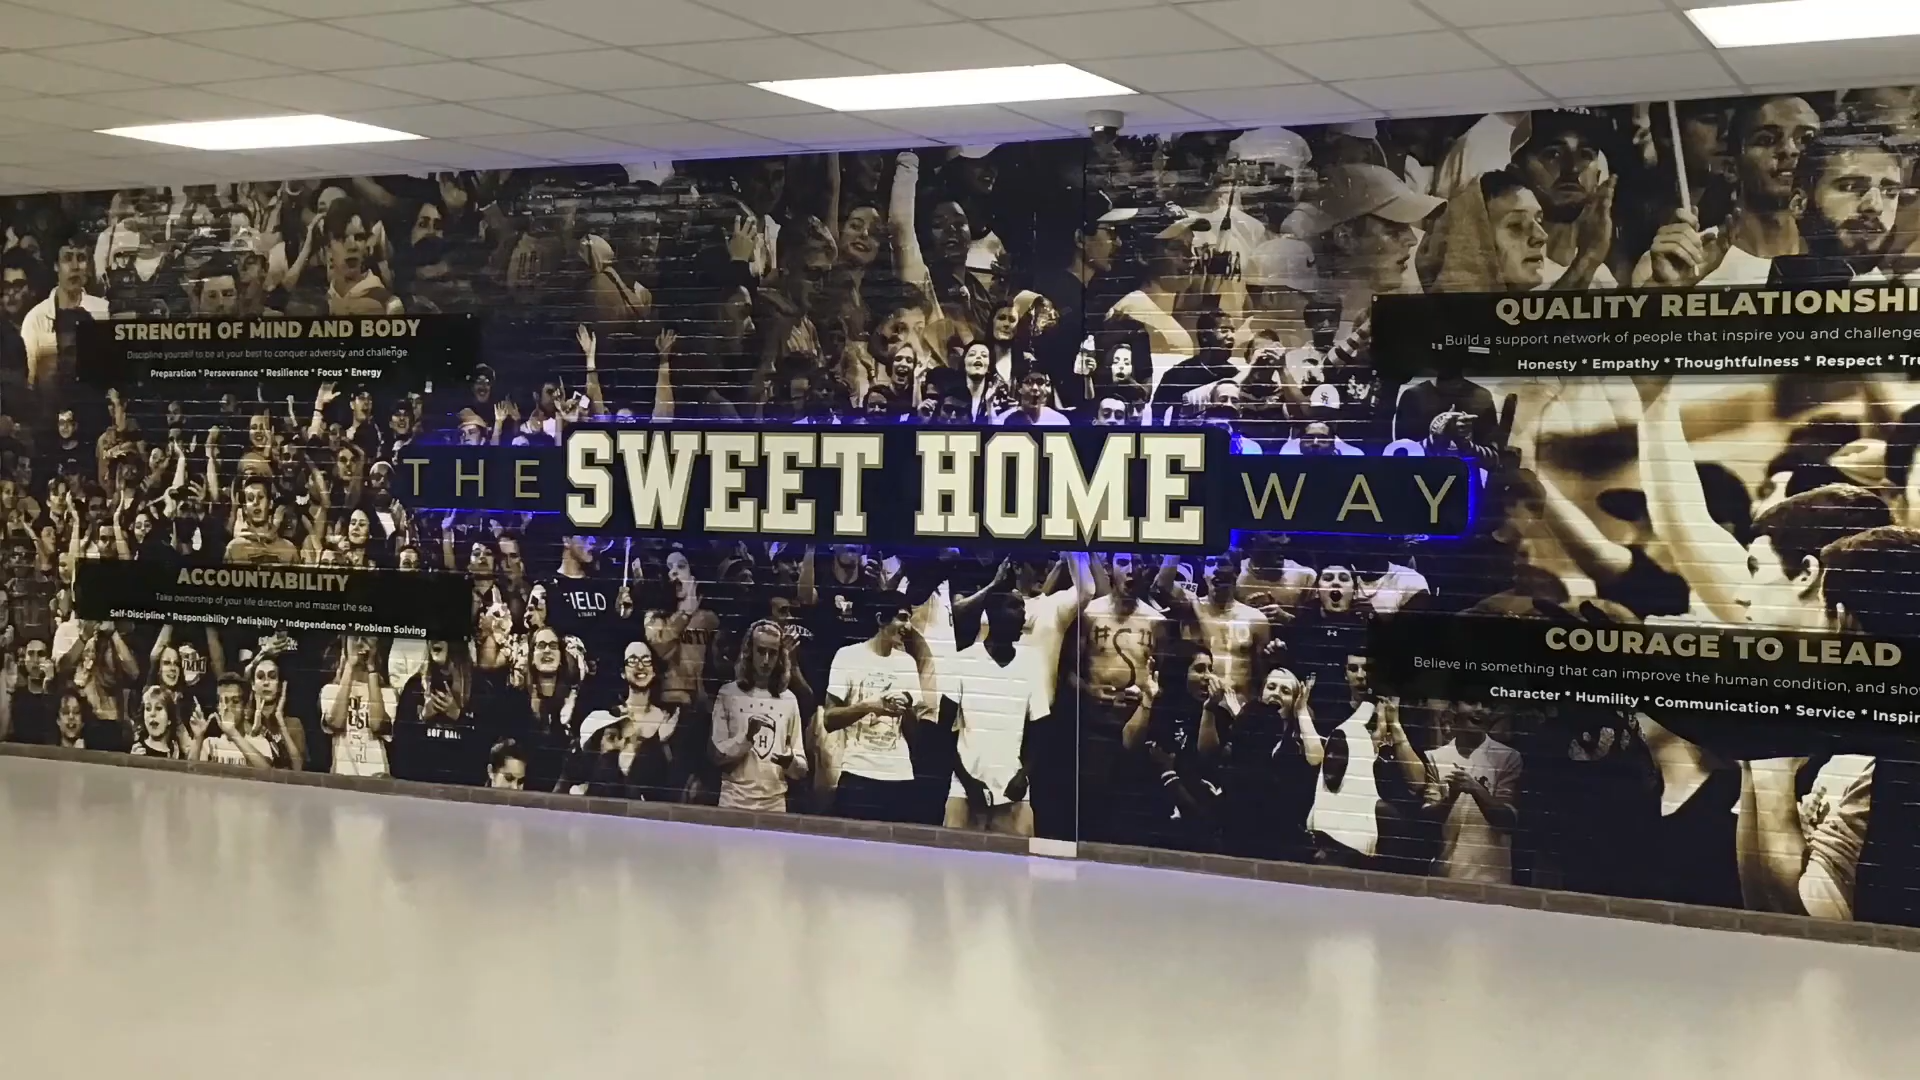 STRENGTH OF MIND AND BODY
Discipline yourself to be at your best to conquer adversity and challenge.
Preparation * Perseverance * Resilience * Focus * Energy
QUALITY RELATIONSHI
Build a support network of people that inspire you and challenge
Honesty * Empathy * Thoughtfulness * Respect * Tru
THE SWEET HOME WAY
ACCOUNTABILITY
Take ownership of your life direction and master the sea
Self-Discipline * Responsibility * Reliability * Independence * Problem Solving
COURAGE TO LEAD
Believe in something that can improve the human condition, and sho
Character * Humility * Communication * Service * Inspir
IELD
#S
H